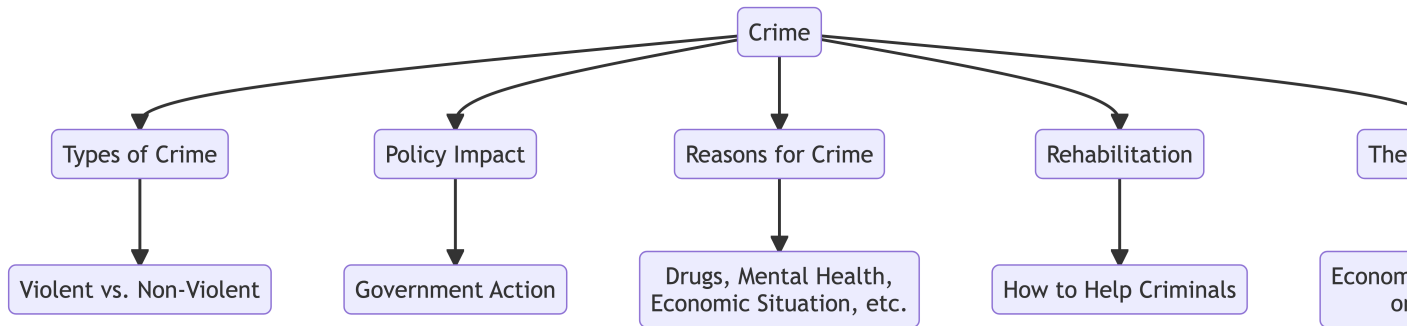 Crime
Types of Crime
Policy Impact
Reasons for Crime
Rehabilitation
The
Violent vs. Non-Violent
Government Action
Drugs, Mental Health,
Economic Situation, etc.
How to Help Criminals